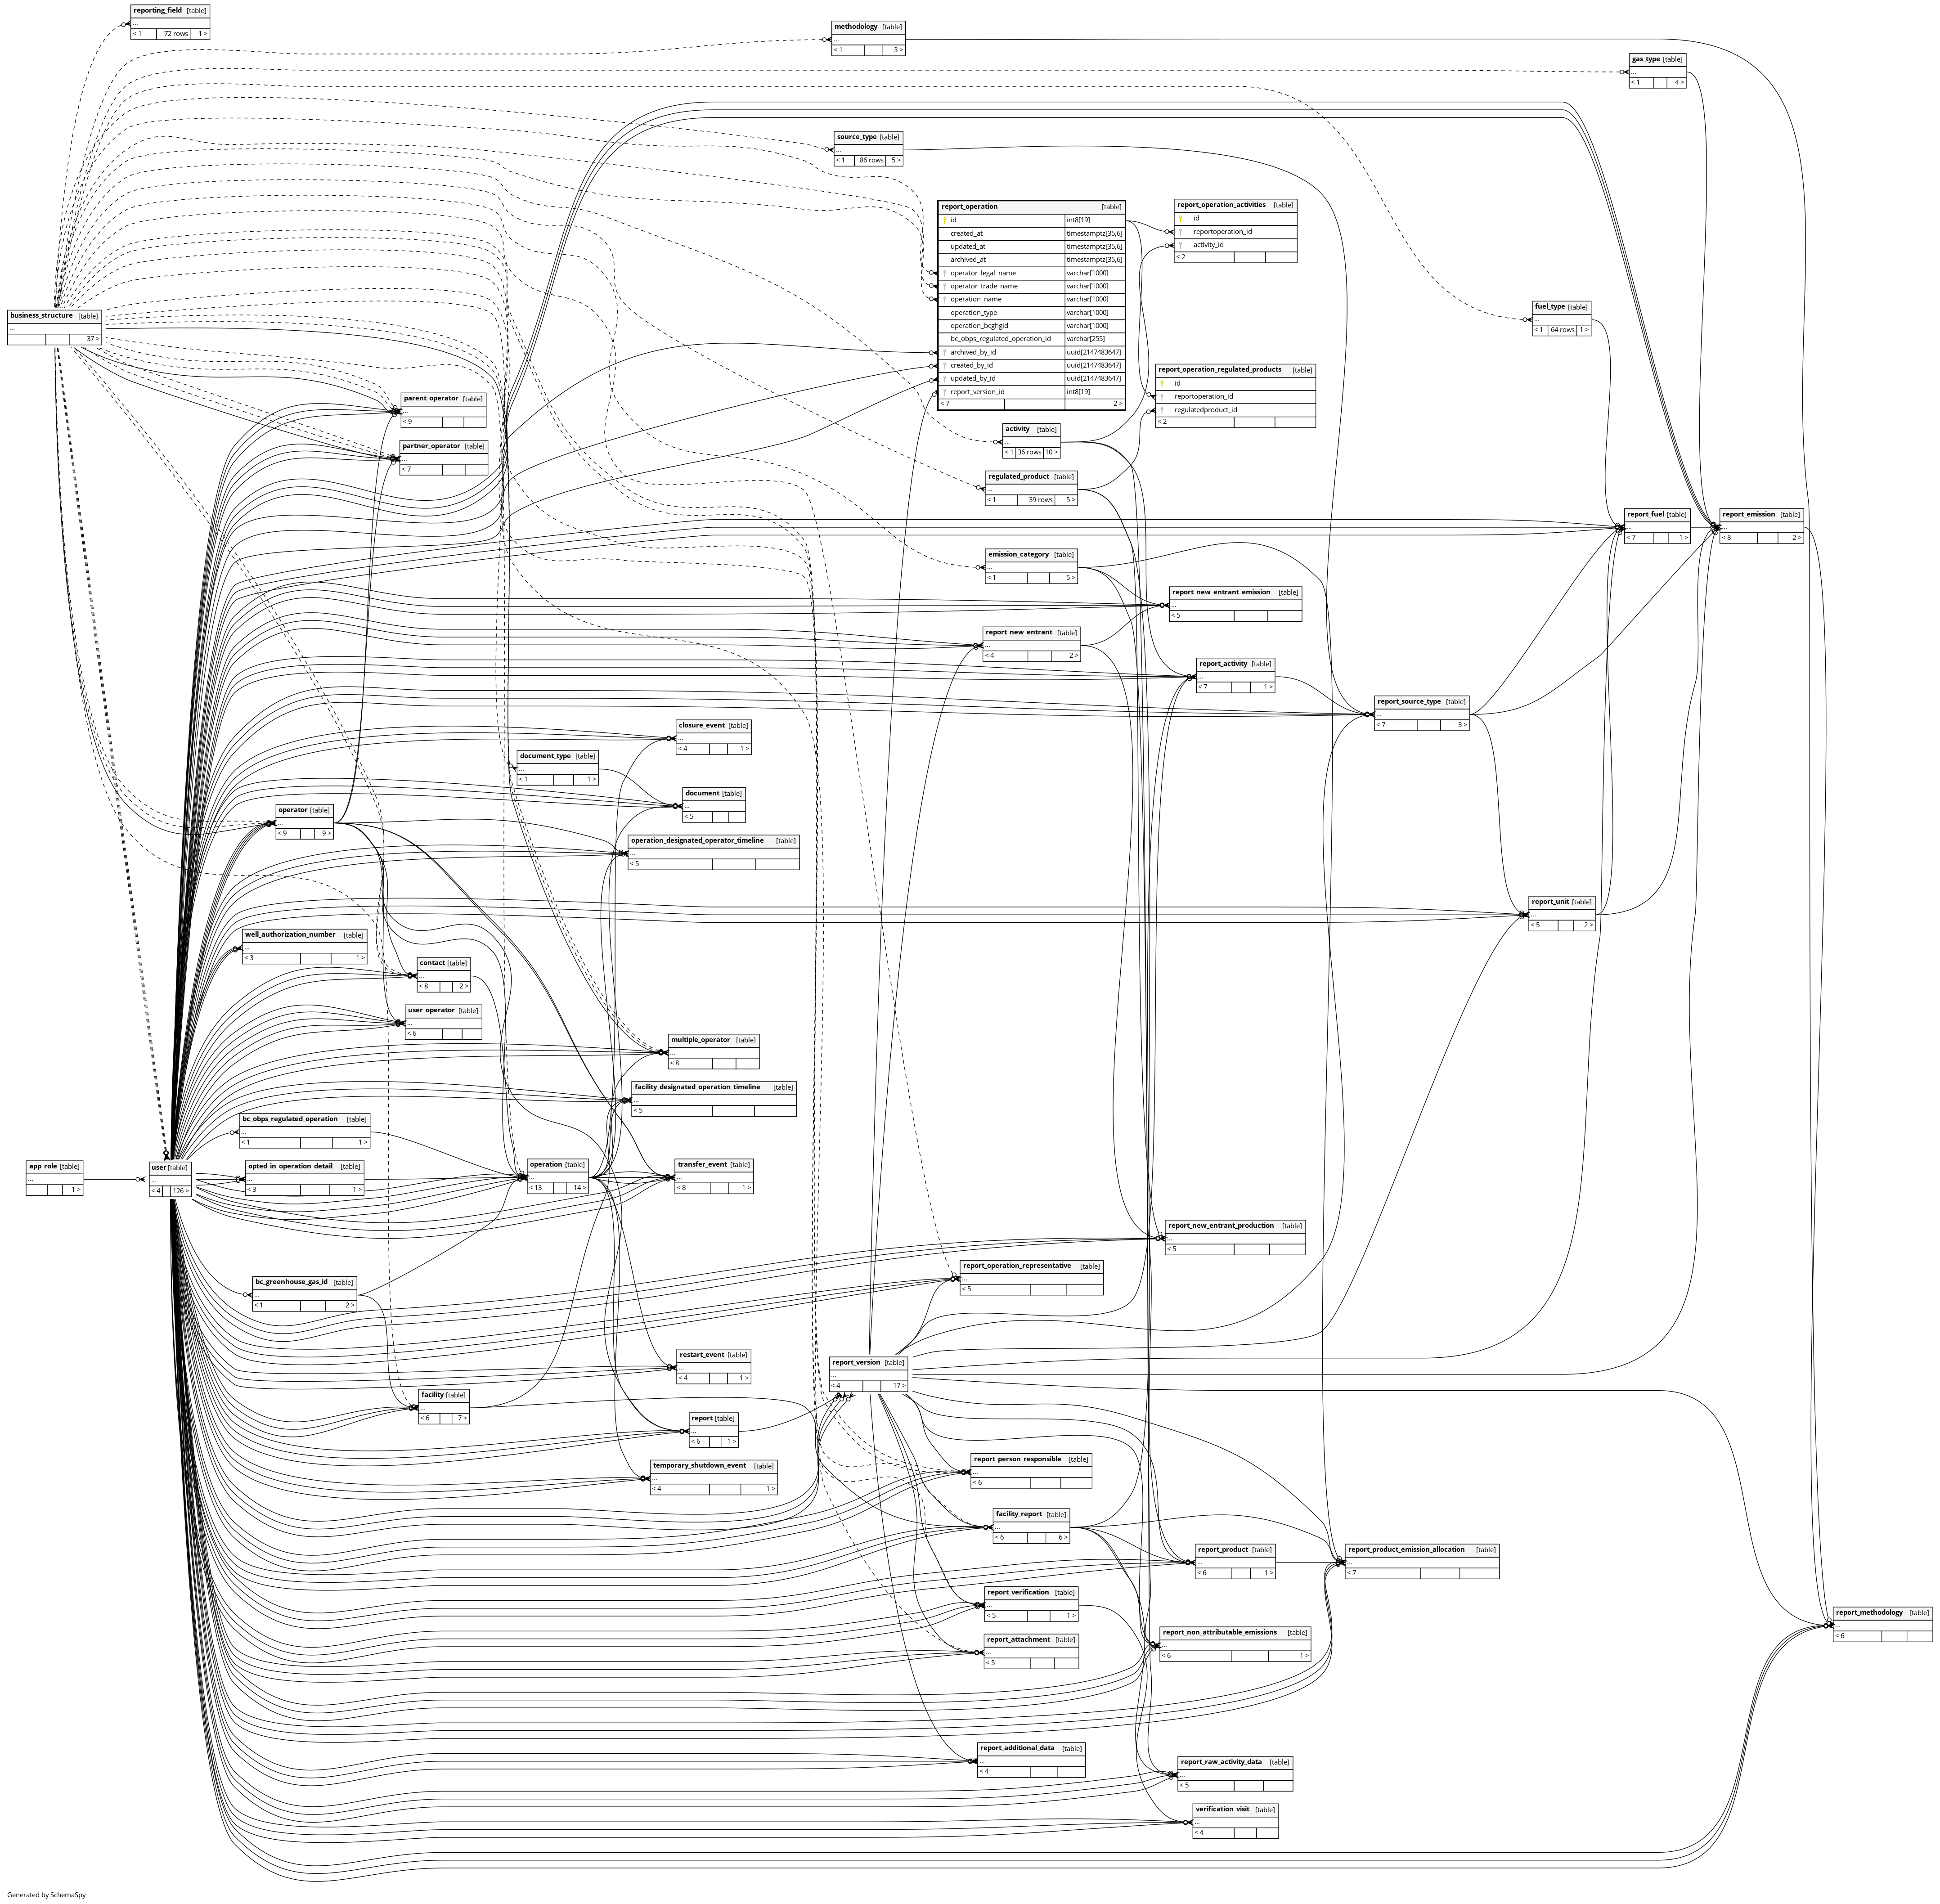 reporting_field [table]
...
< 1 72 rows 1 >
methodology [table]
...
< 1 3 >
gas_type [table]
...
< 1 4 >
source_type [table]
...
< 1 86 rows 5 >
report_operation [table]
id int8[19]
created_at timestamptz[35,6]
updated_at timestamptz[35,6]
archived_at timestamptz[35,6]
operator_legal_name varchar[1000]
operator_trade_name varchar[1000]
operation_name varchar[1000]
operation_type varchar[1000]
operation_bcghgid varchar[1000]
bc_obps_regulated_operation_id varchar[255]
archived_by_id uuid[2147483647]
created_by_id uuid[2147483647]
updated_by_id uuid[2147483647]
report_version_id int8[19]
< 7 2 >
report_operation_activities [table]
id
reportoperation_id
activity_id
< 2
business_structure [table]
...
37 >
fuel_type [table]
...
< 1 64 rows 1 >
report_operation_regulated_products [table]
id
reportoperation_id
regulatedproduct_id
< 2
parent_operator [table]
...
< 9
partner_operator [table]
...
< 7
activity [table]
...
< 1 36 rows 10 >
regulated_product [table]
...
< 1 39 rows 5 >
report_fuel [table]
...
< 7 1 >
report_emission [table]
...
< 8 2 >
emission_category [table]
...
< 1 5 >
report_new_entrant_emission [table]
...
< 5
report_new_entrant [table]
...
< 4 2 >
report_activity [table]
...
< 7 1 >
report_source_type [table]
...
< 7 3 >
closure_event [table]
...
< 4 1 >
document_type [table]
...
< 1 1 >
document [table]
...
< 5
operator [table]
...
< 9 9 >
operation_designated_operator_timeline [table]
...
< 5
report_unit [table]
...
< 5 2 >
well_authorization_number [table]
...
< 3 1 >
contact [table]
...
< 8 2 >
user_operator [table]
...
< 6
multiple_operator [table]
...
< 8
facility_designated_operation_timeline [table]
...
< 5
bc_obps_regulated_operation [table]
...
< 1 1 >
app_role [table]
...
1 >
user [table]
...
< 4 126 >
opted_in_operation_detail [table]
...
< 3 1 >
operation [table]
...
< 13 14 >
transfer_event [table]
...
< 8 1 >
report_new_entrant_production [table]
...
< 5
report_operation_representative [table]
...
< 5
bc_greenhouse_gas_id [table]
...
< 1 2 >
restart_event [table]
...
< 4 1 >
report_version [table]
...
< 4 17 >
facility [table]
...
< 6 7 >
report [table]
...
< 6 1 >
temporary_shutdown_event [table]
...
< 4 1 >
report_person_responsible [table]
...
< 6
facility_report [table]
...
< 6 6 >
report_product [table]
...
< 6 1 >
report_product_emission_allocation [table]
...
< 7
report_verification [table]
...
< 5 1 >
report_methodology [table]
...
< 6
report_attachment [table]
...
< 5
report_non_attributable_emissions [table]
...
< 6 1 >
report_additional_data [table]
...
< 4
report_raw_activity_data [table]
...
< 5
verification_visit [table]
...
< 4
Generated by SchemaSpy